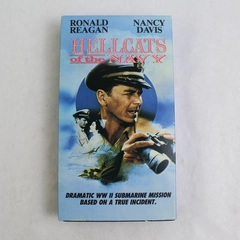 RONALD REAGAN NANCY DAVIS
HELLCATS
of the NAVY
DRAMATIC WW II SUBMARINE MISSION
BASED ON A TRUE INCIDENT.